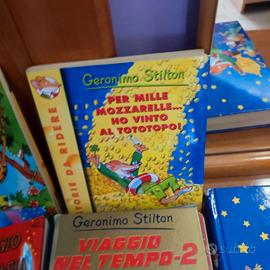 Geronimo Stilton
PER MILLE
MOZZARELLE...
HO VINTO
AL TOTOTOPO!
STORIE DA RIDERE
Geronimo Stilton
VIAGGIO
NEL TEMPO-2
subito